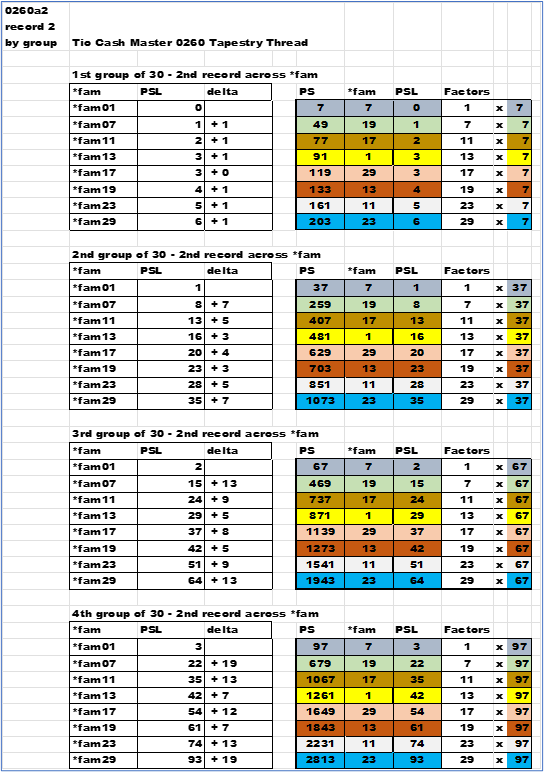 0260a2
record 2
by group Tio Cash Master 0260 Tapestry Thread
1st group of 30 - 2nd record across *fam
*fam PSL delta PS *fam PSL Factors
*fam01 0 7 7 0 1 x 7
*fam07 1 + 1 49 19 1 7 x 7
*fam11 2 + 1 77 17 2 11 x 7
*fam13 3 + 1 91 1 3 13 x 7
*fam17 3 + 0 119 29 3 17 x 7
*fam19 4 + 1 133 13 4 19 x 7
*fam23 5 + 1 161 11 5 23 x 7
*fam29 6 + 1 203 23 6 29 x 7
2nd group of 30 - 2nd record across *fam
*fam PSL delta PS *fam PSL Factors
*fam01 1 37 7 1 1 x 37
*fam07 8 + 7 259 19 8 7 x 37
*fam11 13 + 5 407 17 13 11 x 37
*fam13 16 + 3 481 1 16 13 x 37
*fam17 20 + 4 629 29 20 17 x 37
*fam19 23 + 3 703 13 23 19 x 37
*fam23 28 + 5 851 11 28 23 x 37
*fam29 35 + 7 1073 23 35 29 x 37
3rd group of 30 - 2nd record across *fam
*fam PSL delta PS *fam PSL Factors
*fam01 2 67 7 2 1 x 67
*fam07 15 + 13 469 19 15 7 x 67
*fam11 24 + 9 737 17 24 11 x 67
*fam13 29 + 5 871 1 29 13 x 67
*fam17 37 + 8 1139 29 37 17 x 67
*fam19 42 + 5 1273 13 42 19 x 67
*fam23 51 + 9 1541 11 51 23 x 67
*fam29 64 + 13 1943 23 64 29 x 67
4th group of 30 - 2nd record across *fam
*fam PSL delta PS *fam PSL Factors
*fam01 3 97 7 3 1 x 97
*fam07 22 + 19 679 19 22 7 x 97
*fam11 35 + 13 1067 17 35 11 x 97
*fam13 42 + 7 1261 1 42 13 x 97
*fam17 54 + 12 1649 29 54 17 x 97
*fam19 61 + 7 1843 13 61 19 x 97
*fam23 74 + 13 2231 11 74 23 x 97
*fam29 93 + 19 2813 23 93 29 x 97